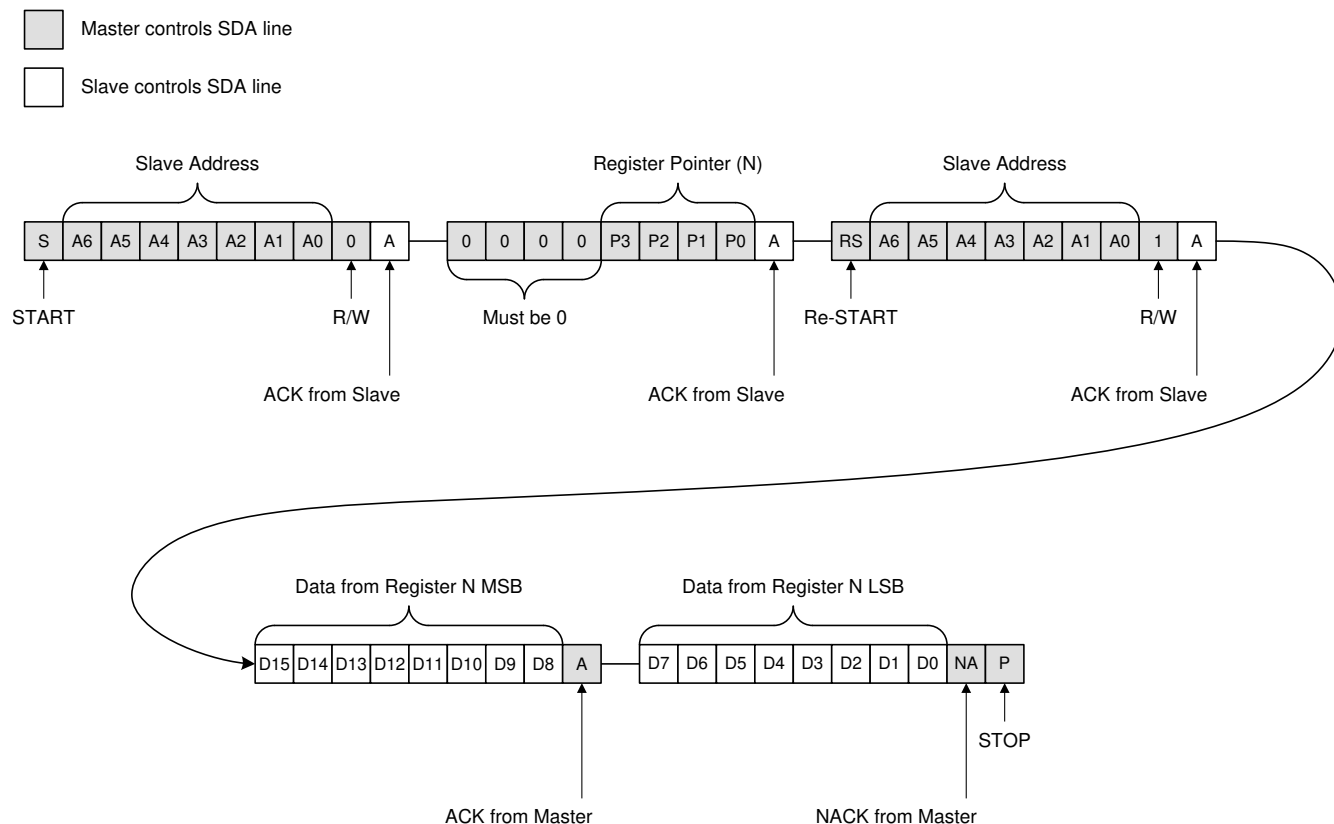 Master controls SDA line
Slave controls SDA line
Slave Address
Register Pointer (N)
Slave Address
S A6 A5 A4 A3 A2 A1 A0 0 A 0 0 0 0 P3 P2 P1 P0 A RS A6 A5 A4 A3 A2 A1 A0 1 A
START R/W Must be 0 Re-START R/W
ACK from Slave ACK from Slave ACK from Slave
Data from Register N MSB Data from Register N LSB
D15 D14 D13 D12 D11 D10 D9 D8 A D7 D6 D5 D4 D3 D2 D1 D0 NA P
STOP
ACK from Master NACK from Master